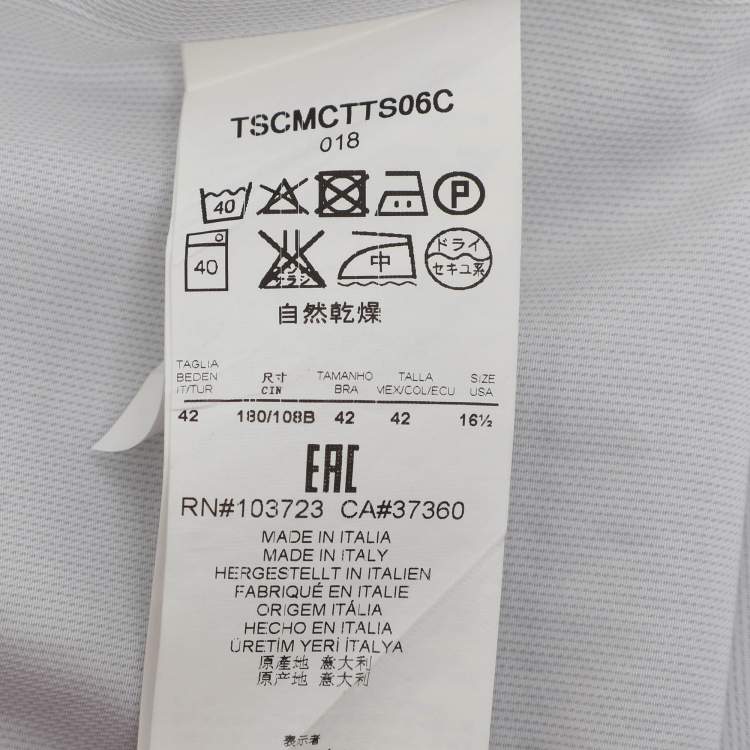 TSCMCTTS06C
018
40 P
40 中 ドライ
セキユ系
自然乾燥
TAGLIA
BEDEN 尺寸 TAMANHO TALLA SIZE
IT/TUR CIN BRA MEX/COL/ECU USA
42 180/108B 42 42 16½
EAC
RN#103723 CA#37360
MADE IN ITALIA
MADE IN ITALY
HERGESTELLT IN ITALIEN
FABRIQUÉ EN ITALIE
ORIGEM ITÁLIA
HECHO EN ITALIA
ÜRETİM YERİ İTALYA
原產地 意大利
原产地 意大利
表示者